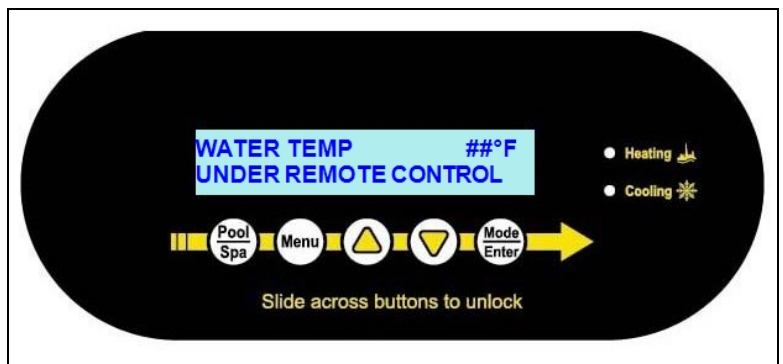 WATER TEMP ##°F
UNDER REMOTE CONTROL
Heating
Cooling
Pool
Spa
Menu
Mode
Enter
Slide across buttons to unlock